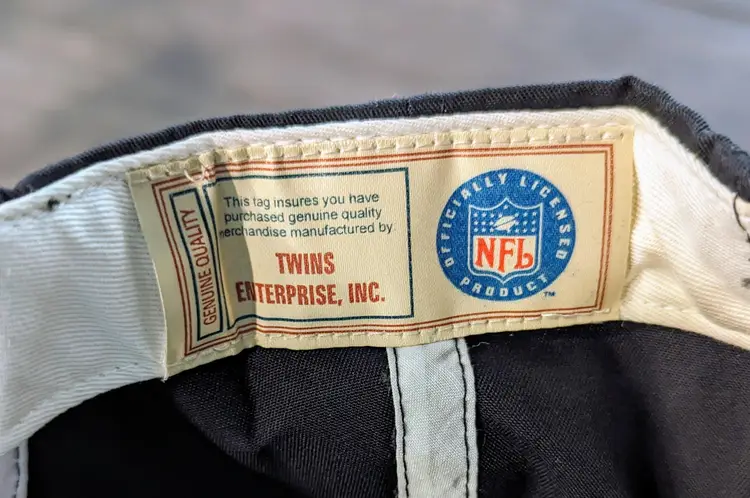 GENUINE QUALITY
This tag insures you have
purchased genuine quality
merchandise manufactured by
TWINS
ENTERPRISE, INC.
OFFICIALLY LICENSED
NFL
PRODUCT
™